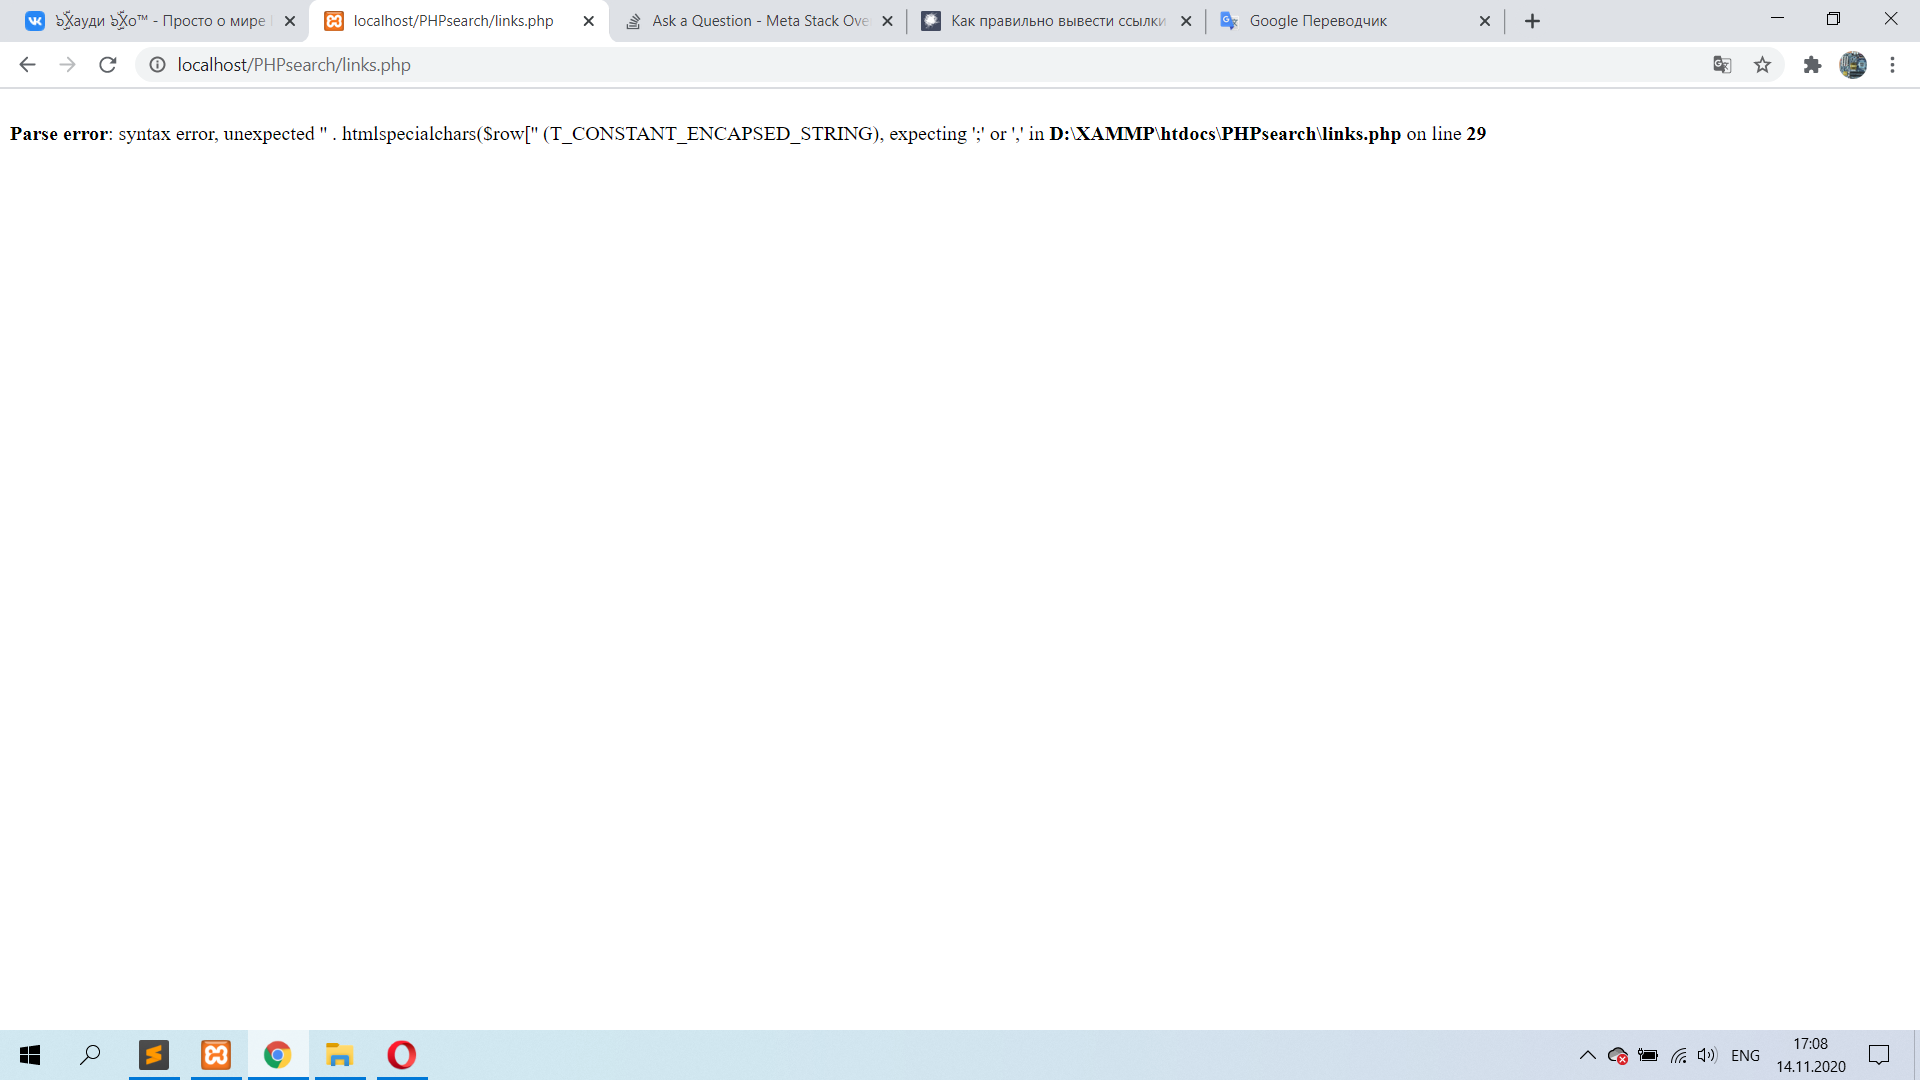 ѣ҈Хауди ѣ҈Хо™ - Просто о мире
localhost/PHPsearch/links.php
Ask a Question - Meta Stack Ove
Как правильно вывести ссылки
Google Переводчик
localhost/PHPsearch/links.php
Parse error: syntax error, unexpected '' . htmlspecialchars($row['' (T_CONSTANT_ENCAPSED_STRING), expecting ';' or ',' in D:\XAMMP\htdocs\PHPsearch\links.php on line 29
ENG
17:08
14.11.2020